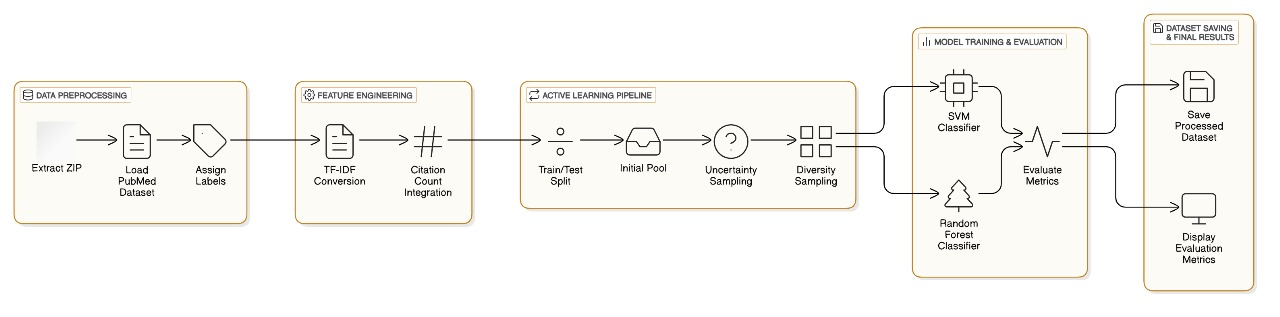 DATA PREPROCESSING
Extract ZIP
Load
PubMed
Dataset
Assign
Labels
FEATURE ENGINEERING
TF-IDF
Conversion
Citation
Count
Integration
ACTIVE LEARNING PIPELINE
Train/Test
Split
Initial Pool
Uncertainty
Sampling
Diversity
Sampling
MODEL TRAINING & EVALUATION
SVM
Classifier
Random
Forest
Classifier
Evaluate
Metrics
DATASET SAVING
& FINAL RESULTS
Save
Processed
Dataset
Display
Evaluation
Metrics